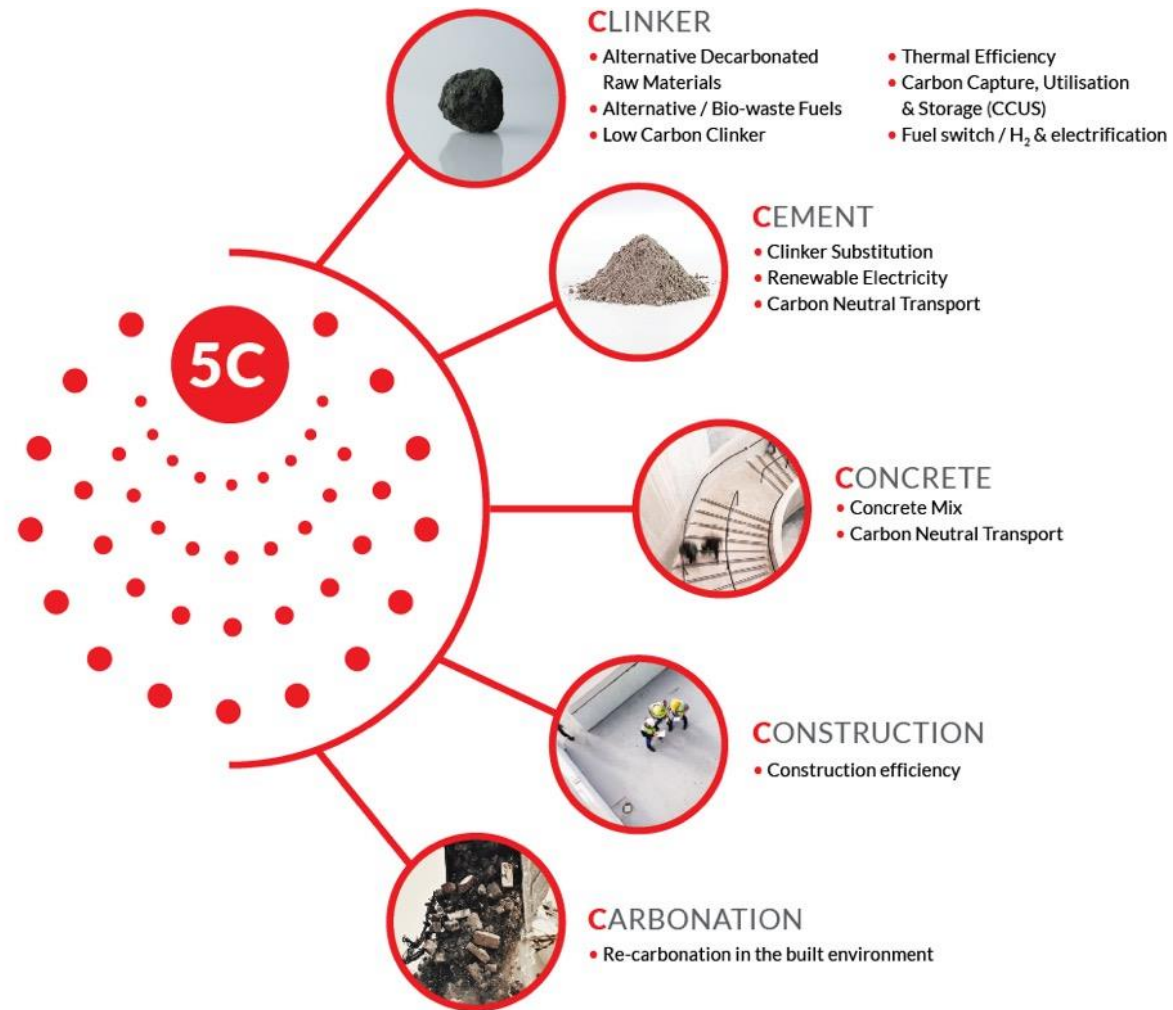 CLINKER
• Alternative Decarbonated
Raw Materials
• Alternative / Bio-waste Fuels
• Low Carbon Clinker
• Thermal Efficiency
• Carbon Capture, Utilisation
& Storage (CCUS)
• Fuel switch / H₂ & electrification
CEMENT
• Clinker Substitution
• Renewable Electricity
• Carbon Neutral Transport
5C
CONCRETE
• Concrete Mix
• Carbon Neutral Transport
CONSTRUCTION
• Construction efficiency
CARBONATION
• Re-carbonation in the built environment